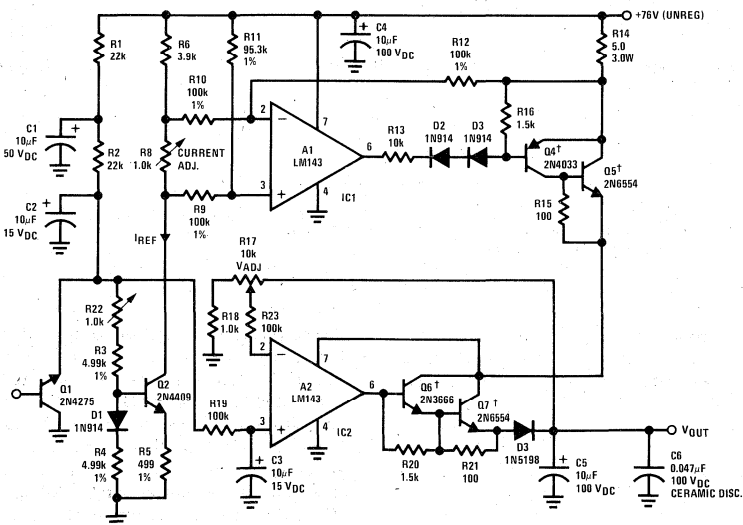 +76V (UNREG)
R1
22k
R6
3.9k
R11
95.3k
1%
C4
10μF
100 VDC
R12
100k
1%
R14
5.0
3.0W
R10
100k
1%
C1
10μF
50 VDC
R2
22k
R8
1.0k
CURRENT
ADJ.
2
−
7
A1
LM143
6
3
+
4
IC1
R13
10k
D2
1N914
D3
1N914
R16
1.5k
Q4†
2N4033
Q5†
2N6554
R15
100
C2
10μF
15 VDC
R9
100k
1%
IREF
R17
10k
VADJ
R22
1.0k
R18
1.0k
R23
100k
R3
4.99k
1%
2
−
7
A2
LM143
6
3
+
4
IC2
Q1
2N4275
Q2
2N4409
D1
1N914
R4
4.99k
1%
R5
499
1%
R19
100k
C3
10μF
15 VDC
Q6†
2N3666
Q7†
2N6554
R20
1.5k
R21
100
D3
1N5198
VOUT
C5
10μF
100 VDC
C6
0.047μF
100 VDC
CERAMIC DISC.